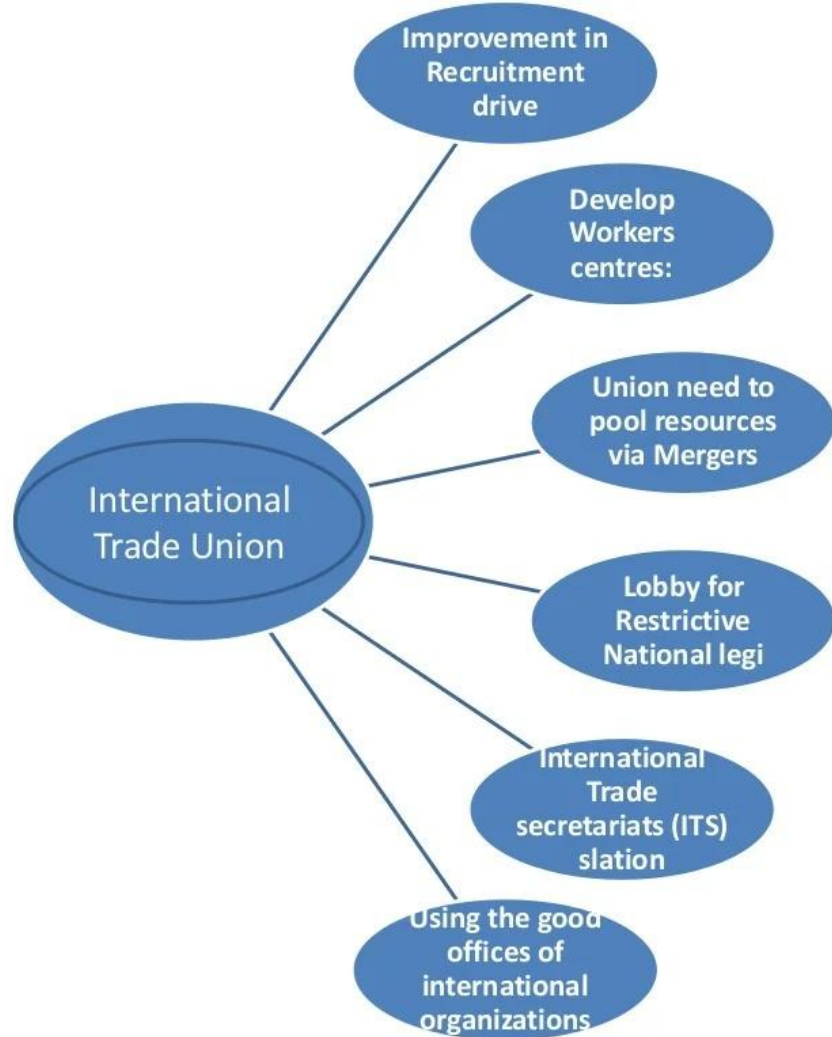 Improvement in
Recruitment
drive
Develop
Workers
centres:
Union need to
pool resources
via Mergers
International
Trade Union
Lobby for
Restrictive
National legi
International
Trade
secretariats (ITS)
slation
Using the good
offices of
international
organizations